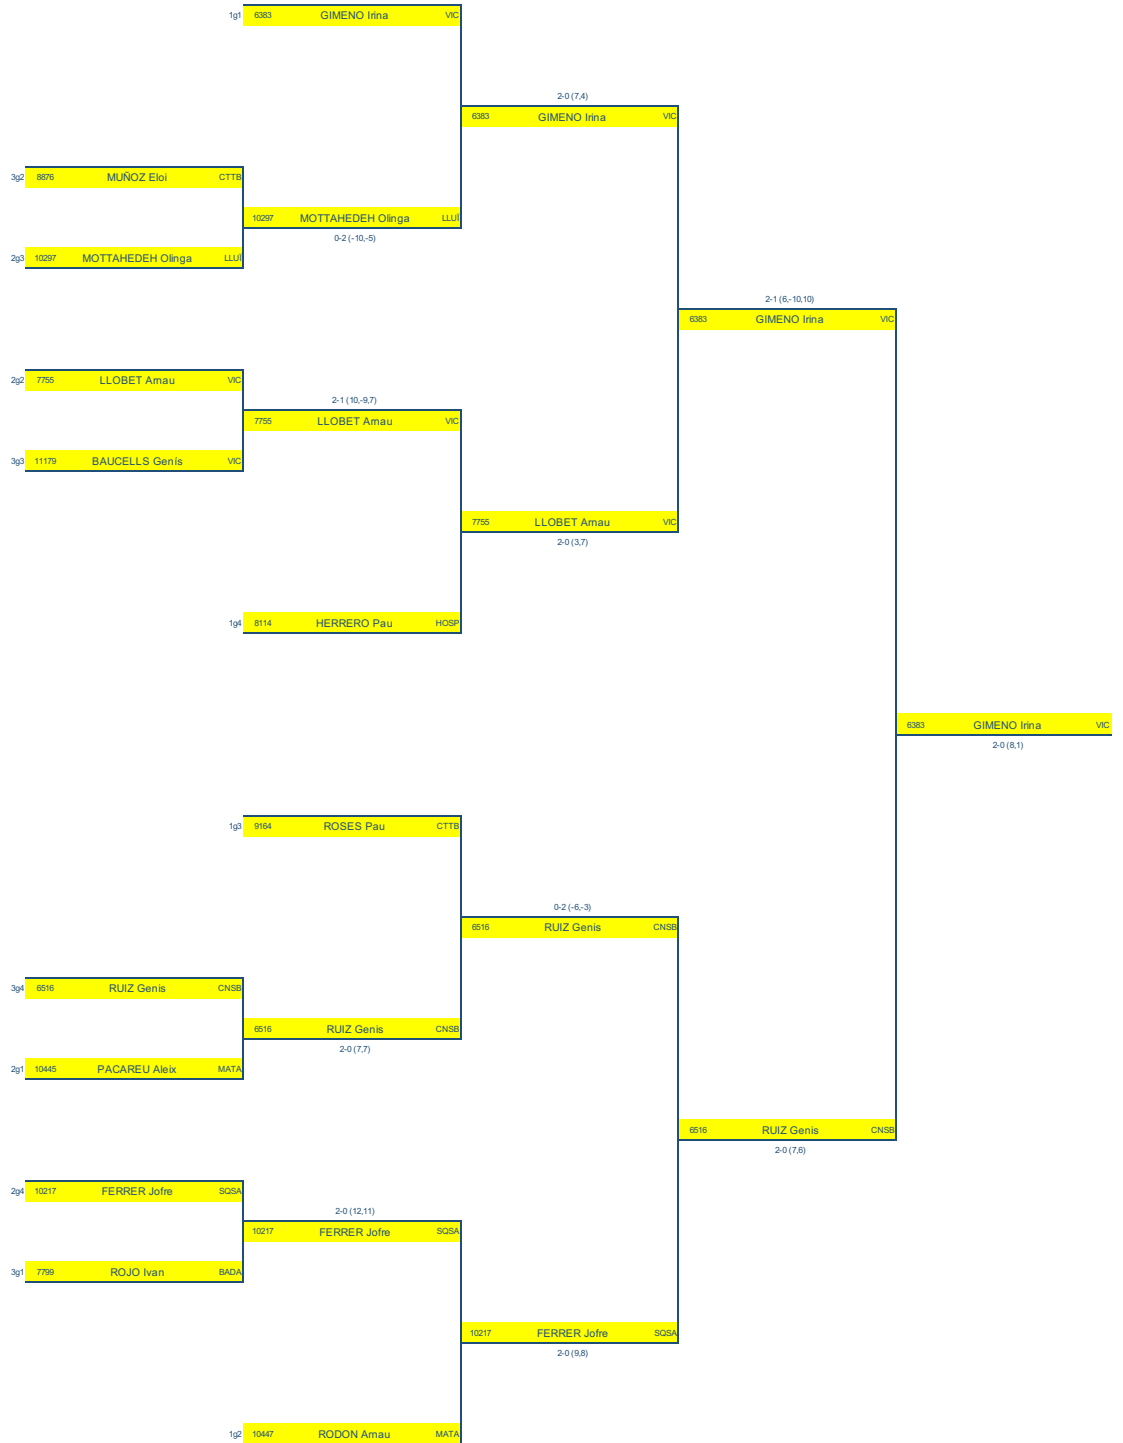 1g1 6383 GIMENO Irina VIC
2-0 (7,4)
6383 GIMENO Irina VIC
3g2 8876 MUÑOZ Eloi CTTB
10297 MOTTAHEDEH Olinga LLUÏ
0-2 (-10,-5)
2g3 10297 MOTTAHEDEH Olinga LLUÏ
2-1 (6,-10,10)
6383 GIMENO Irina VIC
2g2 7755 LLOBET Arnau VIC
2-1 (10,-9,7)
7755 LLOBET Arnau VIC
3g3 11179 BAUCELLS Genís VIC
7755 LLOBET Arnau VIC
2-0 (3,7)
1g4 8114 HERRERO Pau HOSP
6383 GIMENO Irina VIC
2-0 (8,1)
1g3 9164 ROSES Pau CTTB
0-2 (-6,-3)
6516 RUIZ Genis CNSB
3g4 6516 RUIZ Genis CNSB
6516 RUIZ Genis CNSB
2-0 (7,7)
2g1 10445 PACAREU Aleix MATA
6516 RUIZ Genis CNSB
2-0 (7,6)
2g4 10217 FERRER Jofre SQSA
2-0 (12,11)
10217 FERRER Jofre SQSA
3g1 7799 ROJO Ivan BADA
10217 FERRER Jofre SQSA
2-0 (9,8)
1g2 10447 RODON Arnau MATA